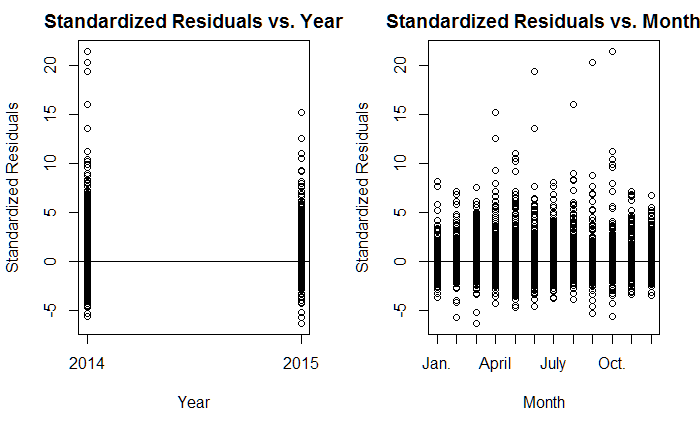 Standardized Residuals vs. Year
Standardized Residuals
20
15
10
5
0
-5
2014
2015
Year
Standardized Residuals vs. Month
Standardized Residuals
20
15
10
5
0
-5
Jan.
April
July
Oct.
Month